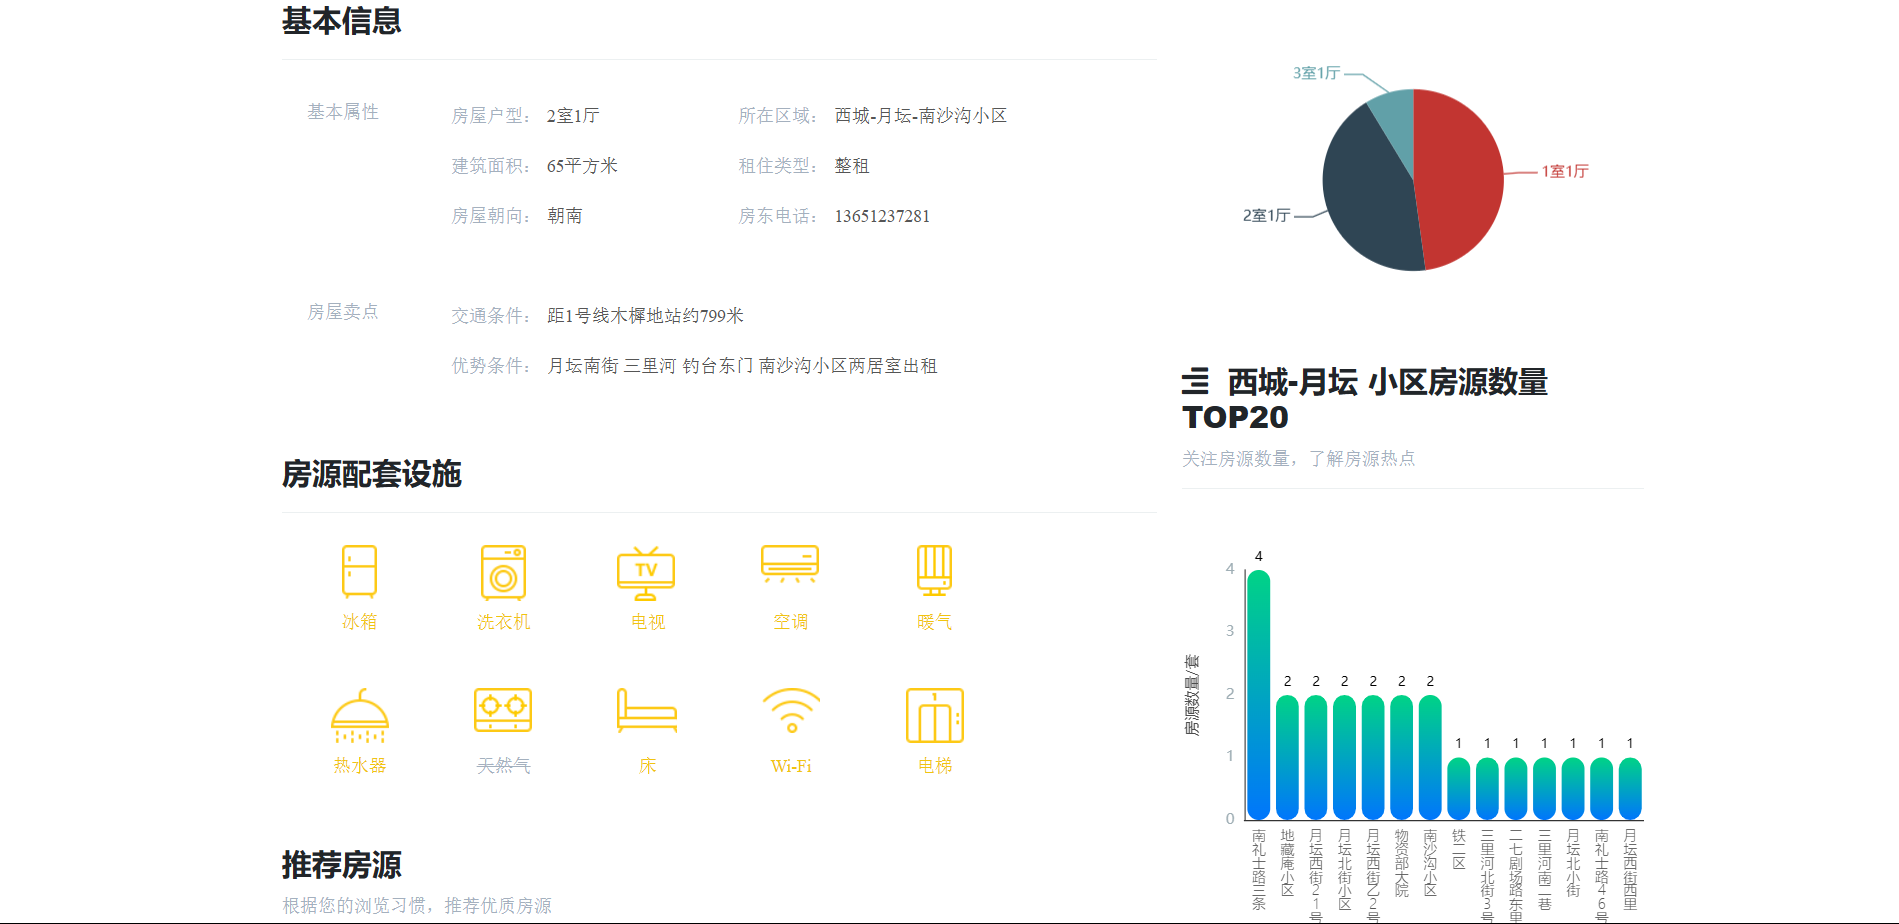 基本信息
基本属性
房屋户型： 2室1厅
所在区域： 西城-月坛-南沙沟小区
建筑面积： 65平方米
租住类型： 整租
房屋朝向： 朝南
房东电话： 13651237281
房屋卖点
交通条件： 距1号线木樨地站约799米
优势条件： 月坛南街 三里河 钓台东门 南沙沟小区两居室出租
房源配套设施
TV
冰箱
洗衣机
电视
空调
暖气
热水器
天然气
床
Wi-Fi
电梯
推荐房源
根据您的浏览习惯，推荐优质房源
3室1厅
1室1厅
2室1厅
西城-月坛 小区房源数量
TOP20
关注房源数量，了解房源热点
房源数量/套
4
3
2
1
0
4
2
2
2
2
2
2
1
1
1
1
1
1
1
南礼士路三条
地藏庵小区
月坛西街21号
月坛北街小区
月坛西街乙2号
物资部大院
南沙沟小区
铁二区
三里河北街3号
二七剧场路东里
三里河南二巷
月坛北小街
南礼士路46号
月坛西街西里